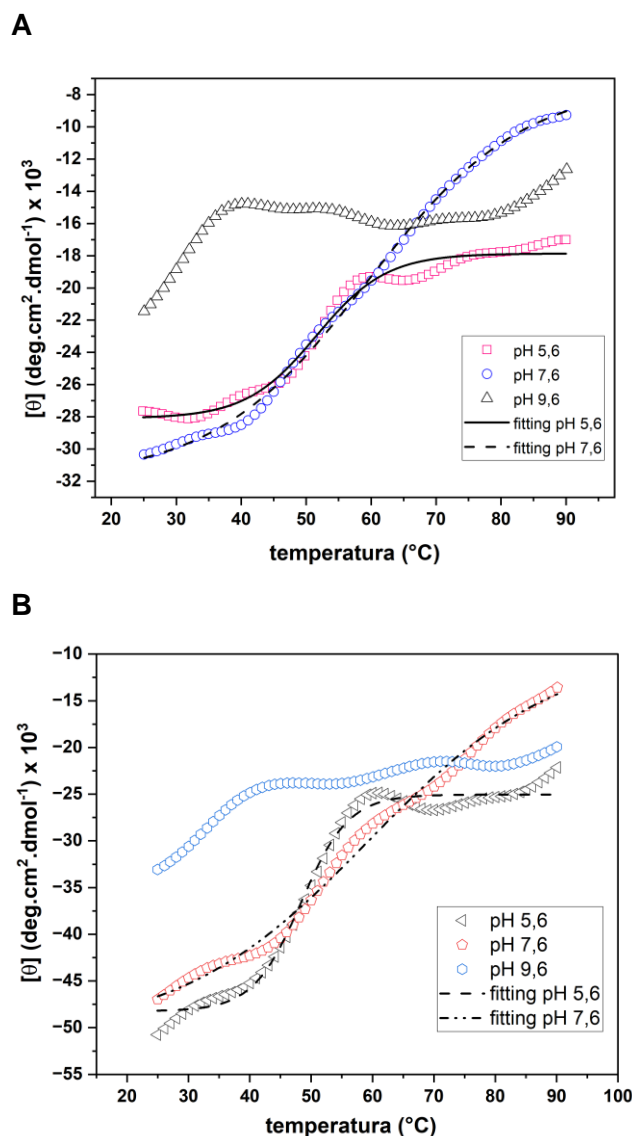 A
-8
-10
-12
-14
-16
-18
-20
-22
-24
-26
-28
-30
-32
[θ] (deg.cm².dmol⁻¹) x 10³
pH 5,6
pH 7,6
pH 9,6
fitting pH 5,6
fitting pH 7,6
20 30 40 50 60 70 80 90
temperatura (°C)
B
−10
−15
−20
−25
−30
−35
−40
−45
−50
−55
[θ] (deg.cm².dmol⁻¹) x 10³
pH 5,6
pH 7,6
pH 9,6
fitting pH 5,6
fitting pH 7,6
20 30 40 50 60 70 80 90 100
temperatura (°C)